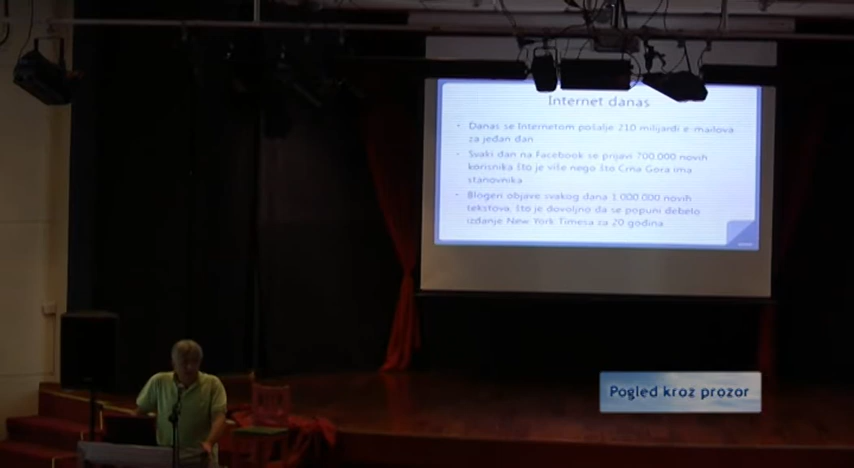 Internet danas
• Danas se Internetom pošalje 210 milijardi e-mailova
za jedan dan
• Svaki dan na Facebook se prijavi 700.000 novih
korisnika što je više nego što Crna Gora ima
stanovnika
• Blogeri objave svakog dana 1.000.000 novih
tekstova, što je dovoljno da se popuni debelo
izdanje New York Timesa za 20 godina
Pogled kroz prozor